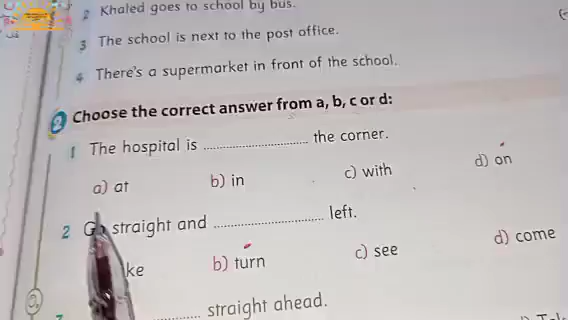 2 Khaled goes to school by bus.
3 The school is next to the post office.
4 There's a supermarket in front of the school.
2 Choose the correct answer from a, b, c or d:
1 The hospital is .............................. the corner.
a) at b) in c) with d) on
2 straight and .............................. left.
b) turn c) see d) come
straight ahead.